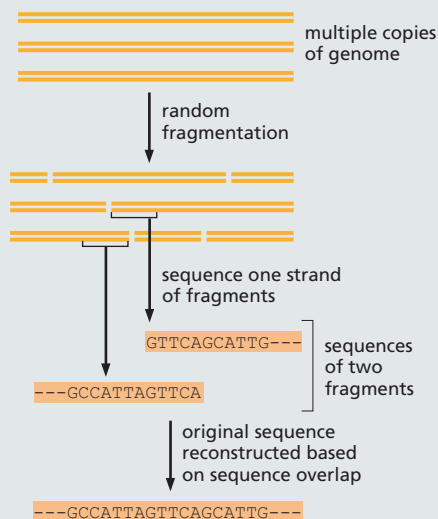 multiple copies
of genome
random
fragmentation
sequence one strand
of fragments
GTTCAGCATTG---
sequences
of two
fragments
---GCCATTAGTTCA
original sequence
reconstructed based
on sequence overlap
---GCCATTAGTTCAGCATTG---